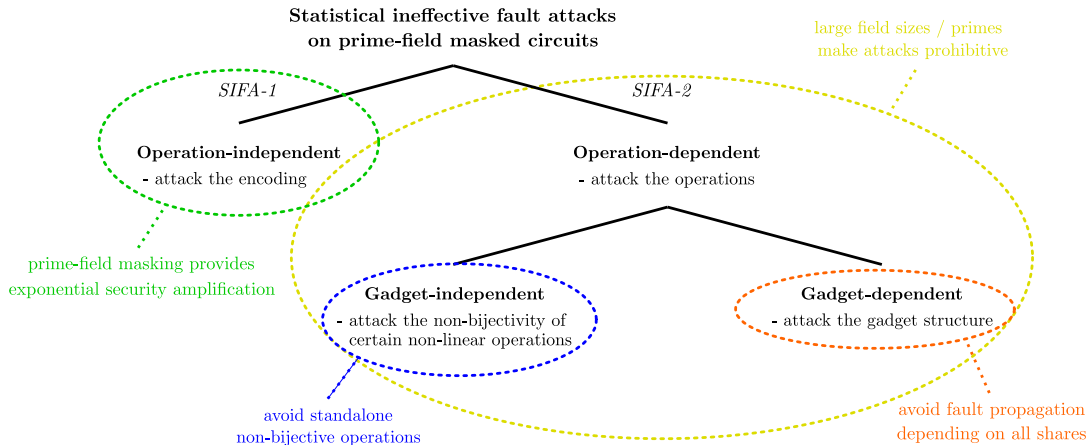 Statistical ineffective fault attacks
on prime-field masked circuits
large field sizes / primes
make attacks prohibitive
SIFA-1
SIFA-2
Operation-independent
- attack the encoding
Operation-dependent
- attack the operations
prime-field masking provides
exponential security amplification
Gadget-independent
- attack the non-bijectivity of
certain non-linear operations
Gadget-dependent
- attack the gadget structure
avoid standalone
non-bijective operations
avoid fault propagation
depending on all shares